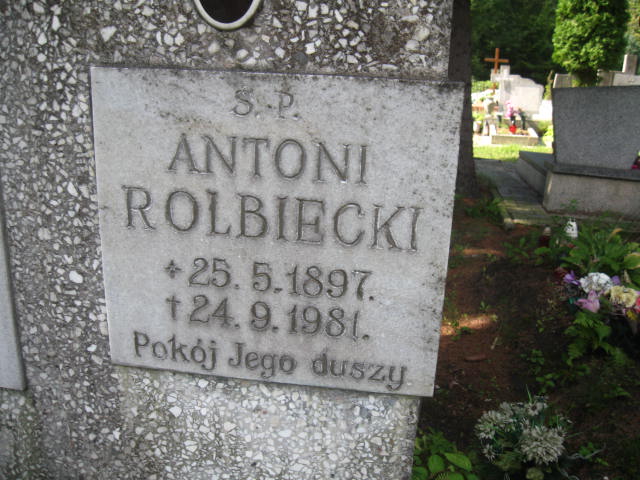 Ś.P.
ANTONI
ROLBIECKI
* 25.5.1897.
† 24.9.1981.
Pokój Jego duszy